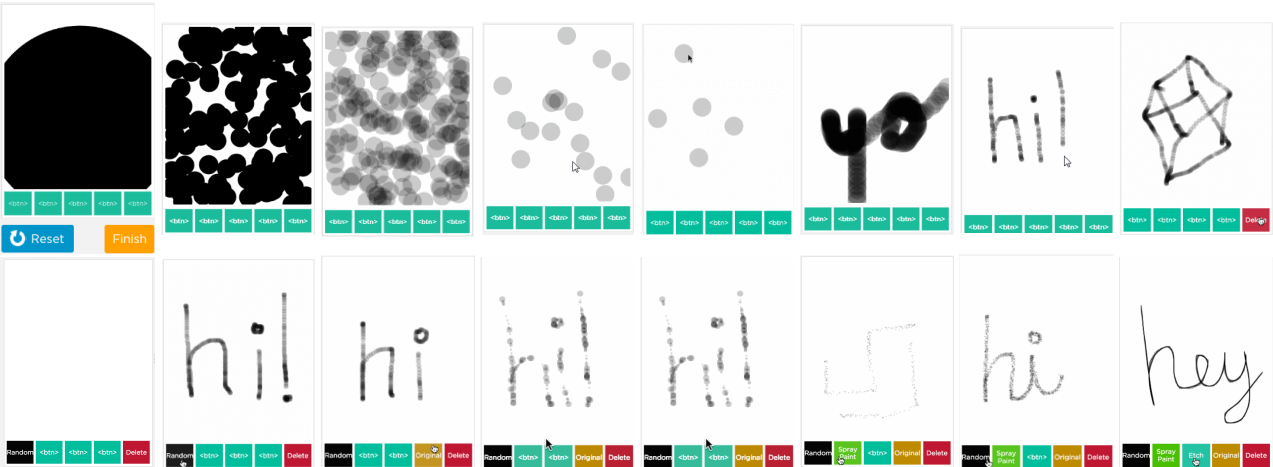 <btn> <btn> <btn> <btn> <btn>
Reset Finish
<btn> <btn> <btn> <btn> <btn>
<btn> <btn> <btn> <btn> <btn>
<btn> <btn> <btn> <btn> <btn>
<btn> <btn> <btn> <btn> <btn>
yo
<btn> <btn> <btn> <btn> <btn>
hi!
<btn> <btn> <btn> <btn> <btn>
<btn> <btn> <btn> <btn> Delete
Random <btn> <btn> <btn> Delete
hi!
Random <btn> <btn> <btn> Delete
hi
Random <btn> <btn> Original Delete
hi!
Random <btn> <btn> Original Delete
hi!
Random <btn> <btn> Original Delete
Random Spray Paint <btn> Original Delete
hi
Random Spray Paint <btn> Original Delete
hey
Random Spray Paint Etch Original Delete